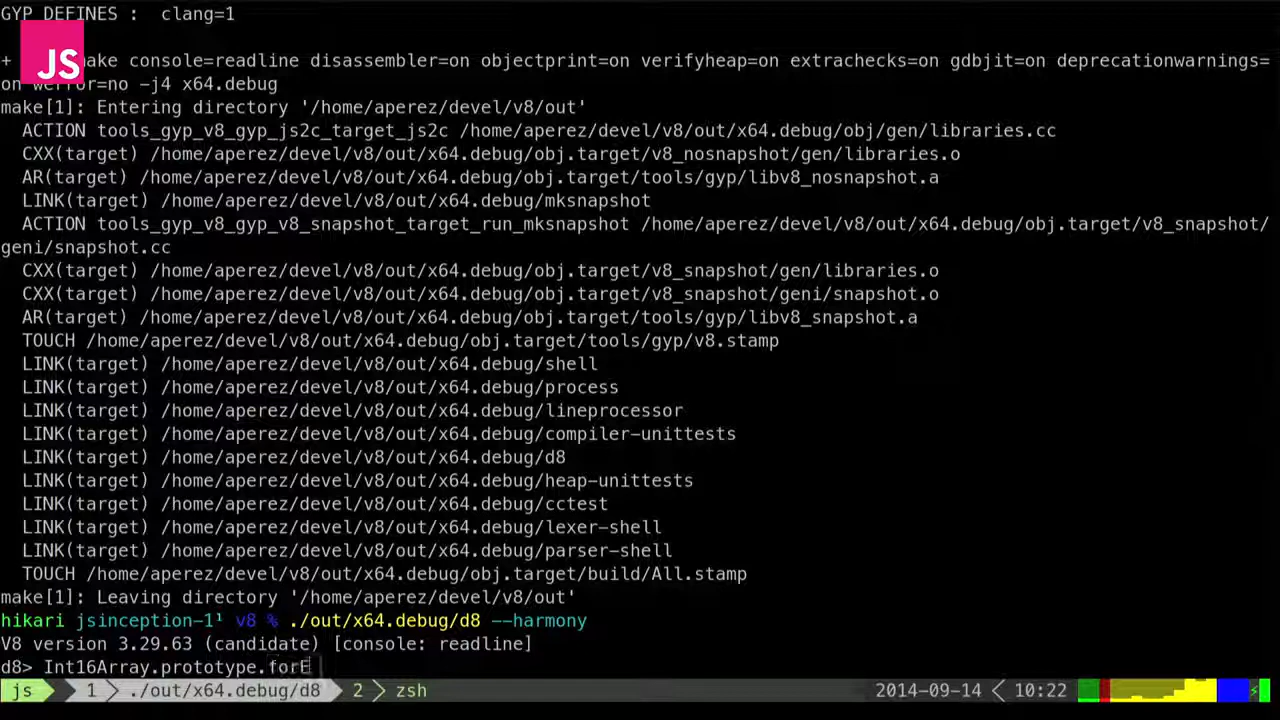 GYP_DEFINES :  clang=1
JS
+ make console=readline disassembler=on objectprint=on verifyheap=on extrachecks=on gdbjit=on deprecationwarnings=
on werror=no -j4 x64.debug
make[1]: Entering directory '/home/aperez/devel/v8/out'
  ACTION tools_gyp_v8_gyp_js2c_target_js2c /home/aperez/devel/v8/out/x64.debug/obj/gen/libraries.cc
  CXX(target) /home/aperez/devel/v8/out/x64.debug/obj.target/v8_nosnapshot/gen/libraries.o
  AR(target) /home/aperez/devel/v8/out/x64.debug/obj.target/tools/gyp/libv8_nosnapshot.a
  LINK(target) /home/aperez/devel/v8/out/x64.debug/mksnapshot
  ACTION tools_gyp_v8_gyp_v8_snapshot_target_run_mksnapshot /home/aperez/devel/v8/out/x64.debug/obj.target/v8_snapshot/
geni/snapshot.cc
  CXX(target) /home/aperez/devel/v8/out/x64.debug/obj.target/v8_snapshot/gen/libraries.o
  CXX(target) /home/aperez/devel/v8/out/x64.debug/obj.target/v8_snapshot/geni/snapshot.o
  AR(target) /home/aperez/devel/v8/out/x64.debug/obj.target/tools/gyp/libv8_snapshot.a
  TOUCH /home/aperez/devel/v8/out/x64.debug/obj.target/tools/gyp/v8.stamp
  LINK(target) /home/aperez/devel/v8/out/x64.debug/shell
  LINK(target) /home/aperez/devel/v8/out/x64.debug/process
  LINK(target) /home/aperez/devel/v8/out/x64.debug/lineprocessor
  LINK(target) /home/aperez/devel/v8/out/x64.debug/compiler-unittests
  LINK(target) /home/aperez/devel/v8/out/x64.debug/d8
  LINK(target) /home/aperez/devel/v8/out/x64.debug/heap-unittests
  LINK(target) /home/aperez/devel/v8/out/x64.debug/cctest
  LINK(target) /home/aperez/devel/v8/out/x64.debug/lexer-shell
  LINK(target) /home/aperez/devel/v8/out/x64.debug/parser-shell
  TOUCH /home/aperez/devel/v8/out/x64.debug/obj.target/build/All.stamp
make[1]: Leaving directory '/home/aperez/devel/v8/out'
hikari jsinception-1¹ v8 % ./out/x64.debug/d8 --harmony
V8 version 3.29.63 (candidate) [console: readline]
d8> Int16Array.prototype.forE
js 1 ./out/x64.debug/d8 2 zsh 2014-09-14 10:22